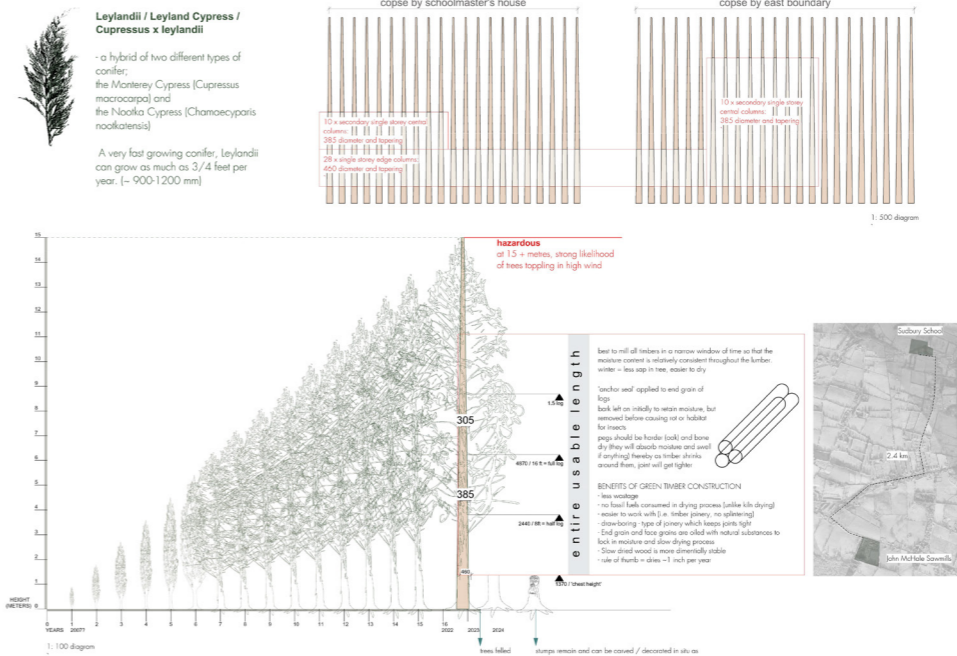 Leylandii / Leyland Cypress /
Cupressus x leylandii
- a hybrid of two different types of
conifer;
the Monterey Cypress (Cupressus
macrocarpa) and
the Nootka Cypress (Chamaecyparis
nootkatensis)
A very fast growing conifer, Leylandii
can grow as much as 3/4 feet per
year. (~ 900-1200 mm)
copse by schoolmaster's house
copse by east boundary
10 x secondary single storey central
columns:
385 diameter and tapering
28 x single storey edge columns:
460 diameter and tapering
10 x secondary single storey
central columns:
285 diameter and tapering
1: 500 diagram
hazardous
at 15 + metres, strong likelihood
of trees toppling in high wind
15
14
13
12
11
10
9
8
7
6
5
4
3
2
1
HEIGHT
(METERS) 0
0 1 2 3 4 5 6 7 8 9 10 11 12 13 14 15 16
YEARS 2007?
2022 2023 2024
305
385
460
1.5 log
4870 / 16 ft = full log
2440 / 8ft = half log
1370 / 'chest height'
entire usable length
best to mill all timbers in a narrow window of time so that the
moisture content is relatively consistent throughout the lumber.
winter = less sap in tree, easier to dry
'anchor seal' applied to end grain of
logs
bark left on initially to retain moisture, but
removed before causing rot or habitat
for insects
pegs should be harder (oak) and bone
dry (they will absorb moisture and swell
if anything) thereby as timber shrinks
around them, joint will get tighter
BENEFITS OF GREEN TIMBER CONSTRUCTION
- less wastage
- no fossil fuels consumed in drying process (unlike kiln drying)
- easier to work with (i.e. timber joinery, no splintering)
- draw-boring - type of joinery which keeps joints tight
- End grain and face grains are oiled with natural substances to
lock in moisture and slow drying process
- Slow dried wood is more dimentially stable
- rule of thumb = dries ~1 inch per year
Sudbury School
2.4 km
John McHale Sawmills
1: 100 diagram
trees felled
stumps remain and can be carved / decorated in situ as